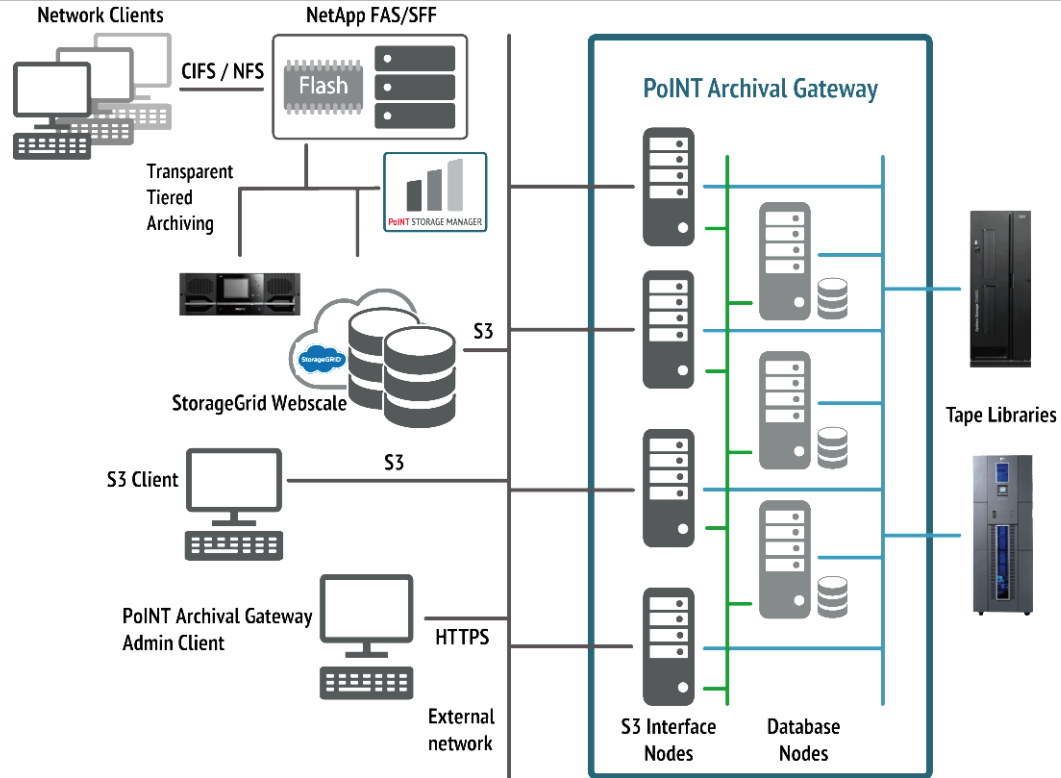 Network Clients
NetApp FAS/SFF
CIFS / NFS
Flash
PoINT Archival Gateway
Transparent
Tiered
Archiving
PoINT STORAGE MANAGER
S3
StorageGRID
StorageGrid Webscale
Tape Libraries
S3
S3 Client
PoINT Archival Gateway
Admin Client
HTTPS
External
network
S3 Interface
Nodes
Database
Nodes